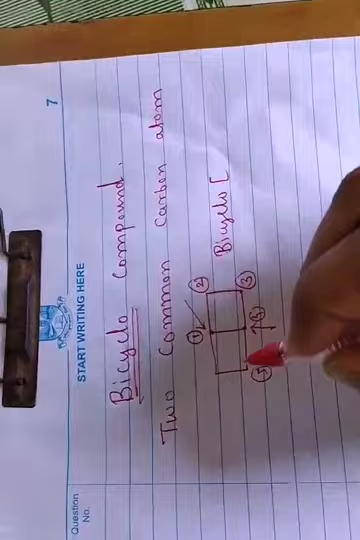 7
START WRITING HERE
Question
No.
Bicyclo Compound.
Two Common Carbon atom
Bicyclo [
①
②
③
④
⑤